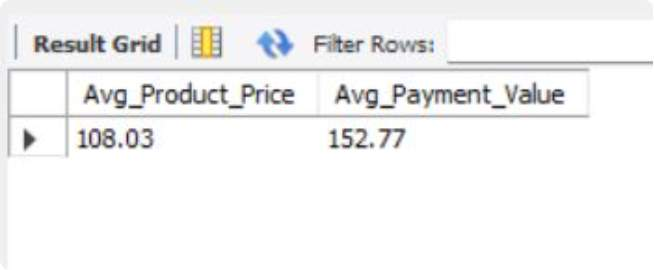 Result Grid Filter Rows:
Avg_Product_Price Avg_Payment_Value
108.03 152.77